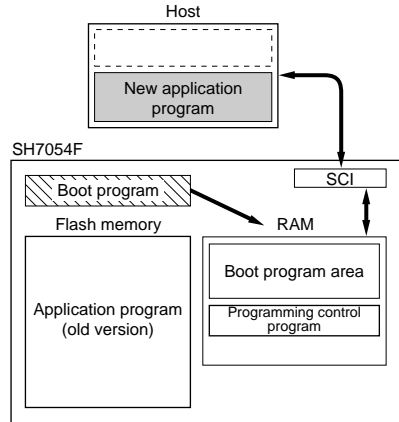 Host
New application
program
SH7054F
SCI
Boot program
Flash memory
RAM
Boot program area
Application program
(old version)
Programming control
program